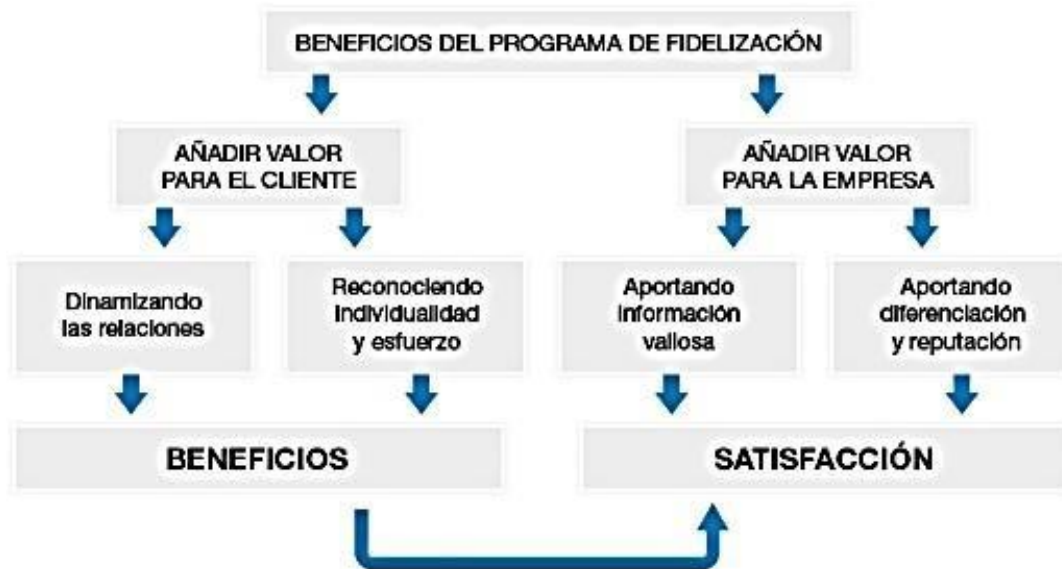 BENEFICIOS DEL PROGRAMA DE FIDELIZACIÓN
AÑADIR VALOR
PARA EL CLIENTE
AÑADIR VALOR
PARA LA EMPRESA
Dinamizando
las relaciones
Reconociendo
individualidad
y esfuerzo
Aportando
información
valiosa
Aportando
diferenciación
y reputación
BENEFICIOS
SATISFACCIÓN